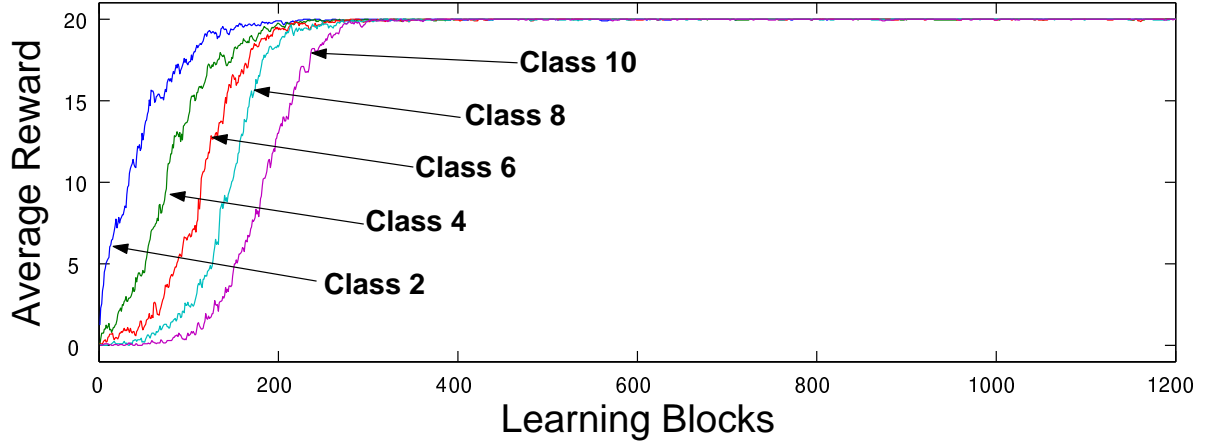 20
15
10
5
0
Average Reward
Class 10
Class 8
Class 6
Class 4
Class 2
0 200 400 600 800 1000 1200
Learning Blocks